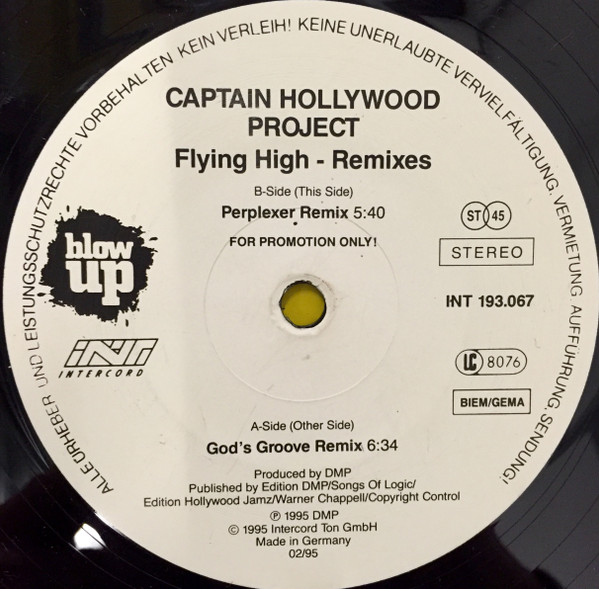 ALLE URHEBER UND LEISTUNGSSCHUTZRECHTE VORBEHALTEN KEIN VERLEIH! KEINE UNERLAUBTE VERVIELFÄLTIGUNG, VERMIETUNG, AUFFÜHRUNG, SENDUNG!
CAPTAIN HOLLYWOOD
PROJECT
Flying High - Remixes
B-Side (This Side)
Perplexer Remix 5:40
FOR PROMOTION ONLY!
blow
up
ST 45
STEREO
INT 193.067
INT
INTERCORD
LC 8076
BIEM/GEMA
A-Side (Other Side)
God's Groove Remix 6:34
Produced by DMP
Published by Edition DMP/Songs Of Logic/
Edition Hollywood Jamz/Warner Chappell/Copyright Control
℗ 1995 DMP
© 1995 Intercord Ton GmbH
Made in Germany
02/95